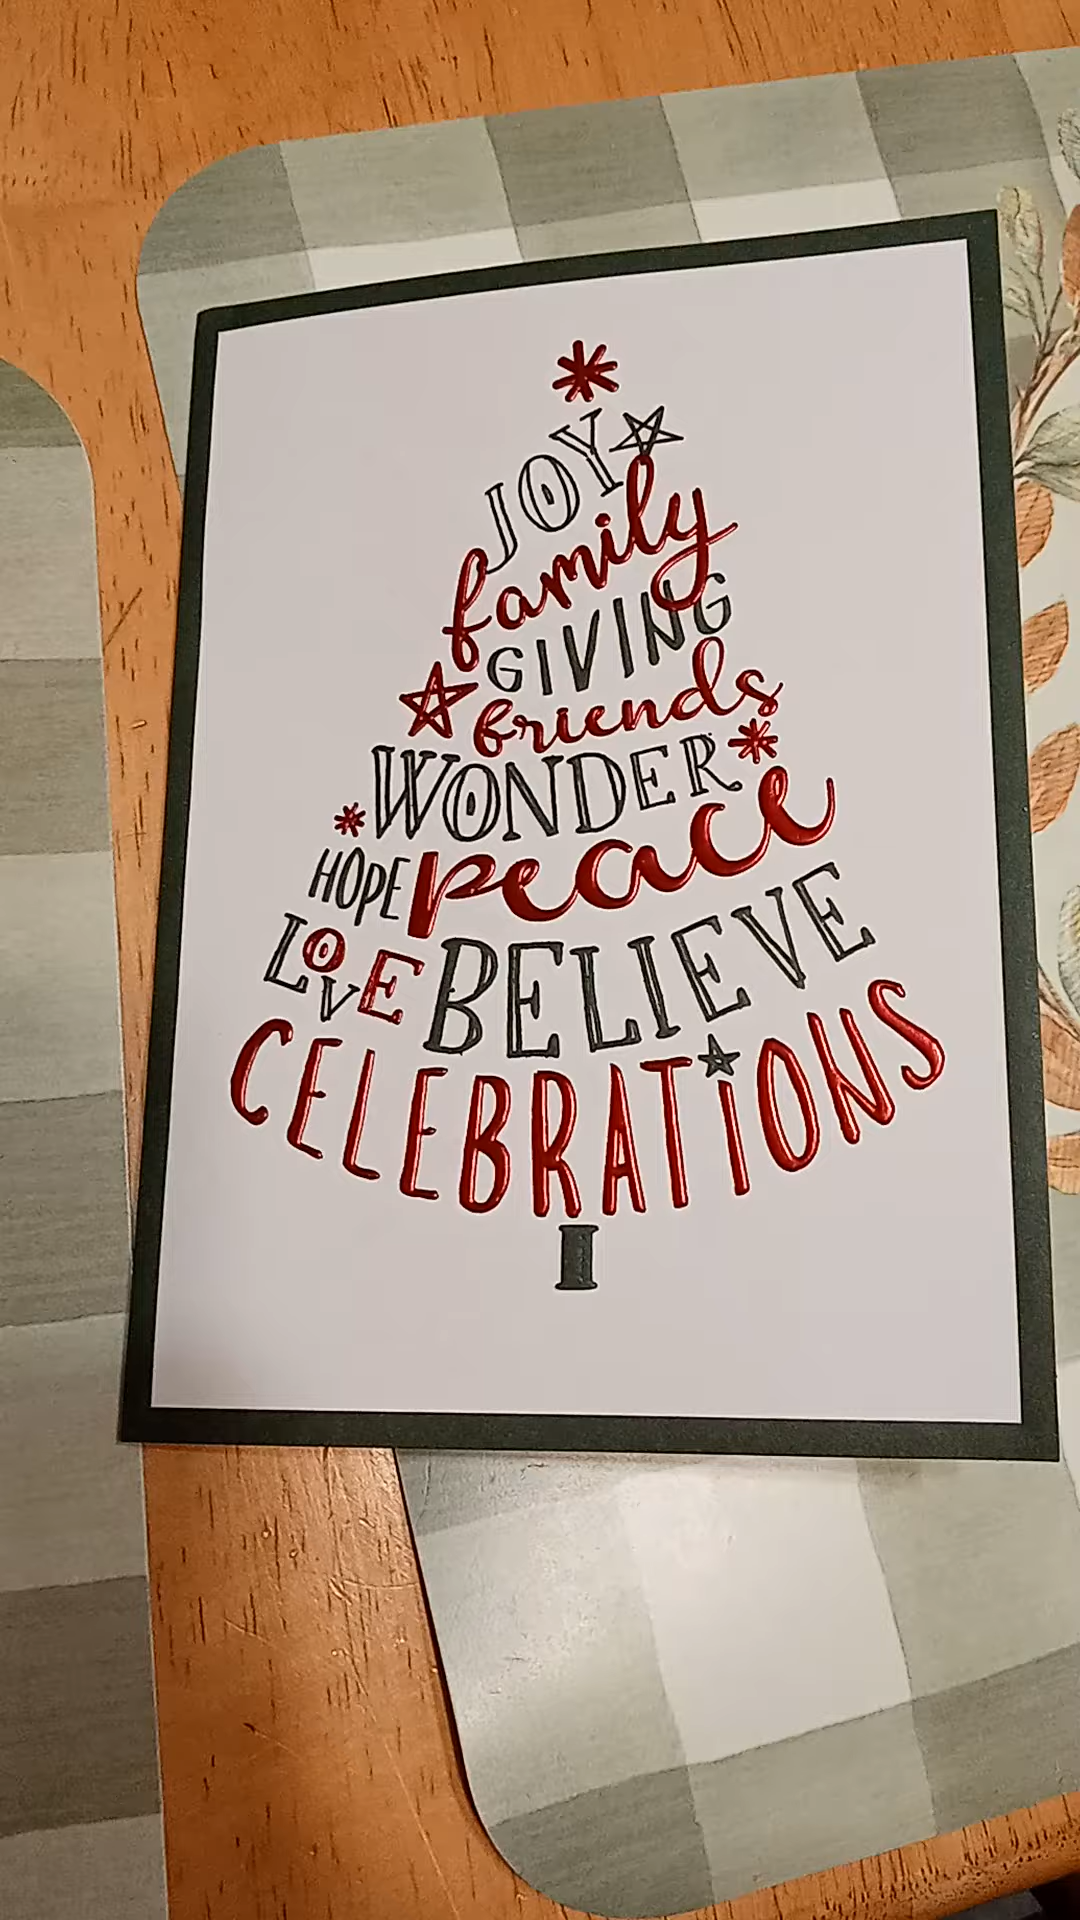 JOY
family
GIVING
friends
WONDER
HOPE peace
LOVE BELIEVE
CELEBRATiONS